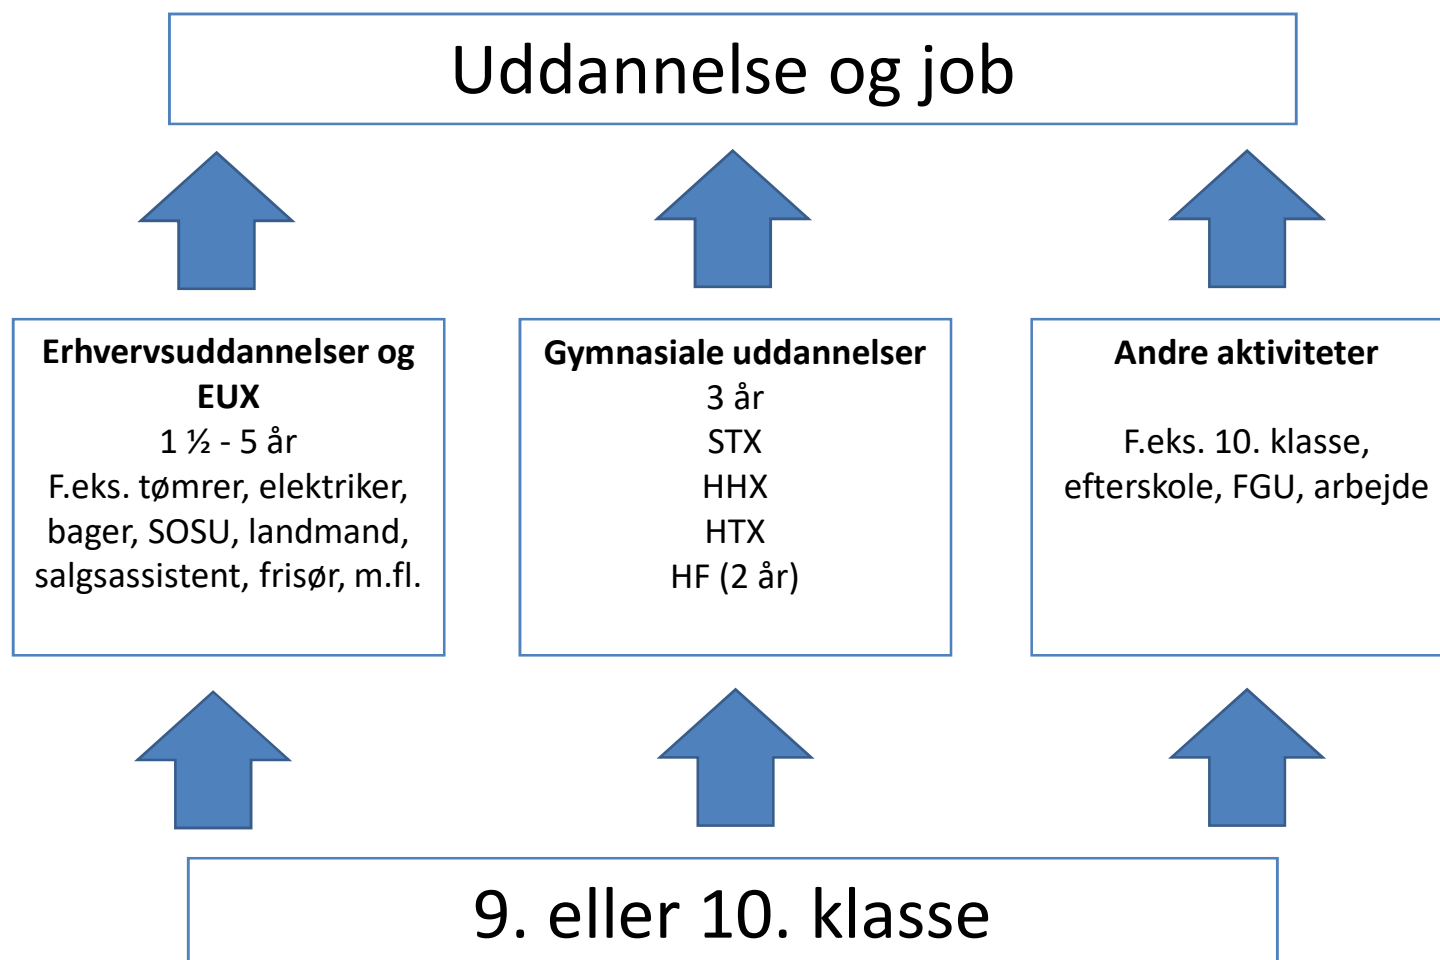 Uddannelse og job
Erhvervsuddannelser og
EUX
1 ½ - 5 år
F.eks. tømrer, elektriker,
bager, SOSU, landmand,
salgsassistent, frisør, m.fl.
Gymnasiale uddannelser
3 år
STX
HHX
HTX
HF (2 år)
Andre aktiviteter
F.eks. 10. klasse,
efterskole, FGU, arbejde
9. eller 10. klasse